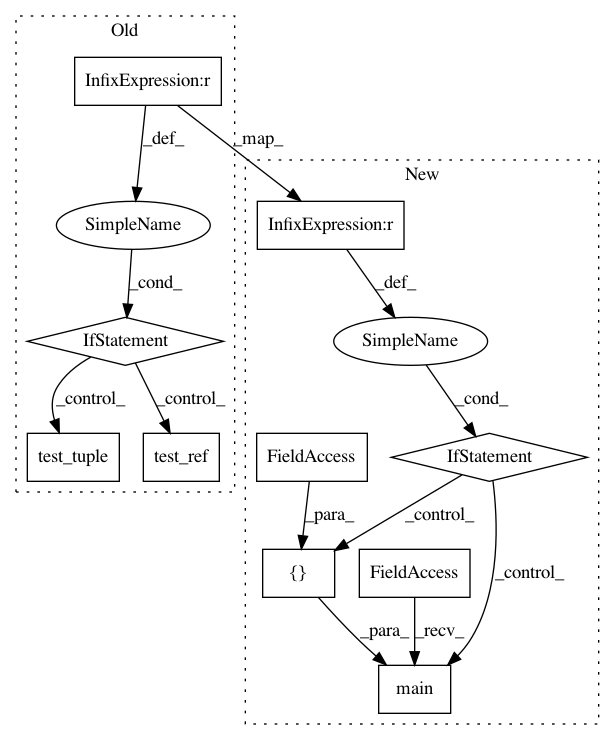 Old
InfixExpression:r
_def_
_map_
New
SimpleName
InfixExpression:r
_cond_
_def_
IfStatement
SimpleName
_control_
_control_
_cond_
test_tuple
test_ref
FieldAccess
IfStatement
_para_
_control_
{}
FieldAccess
_control_
_para_
_recv_
main